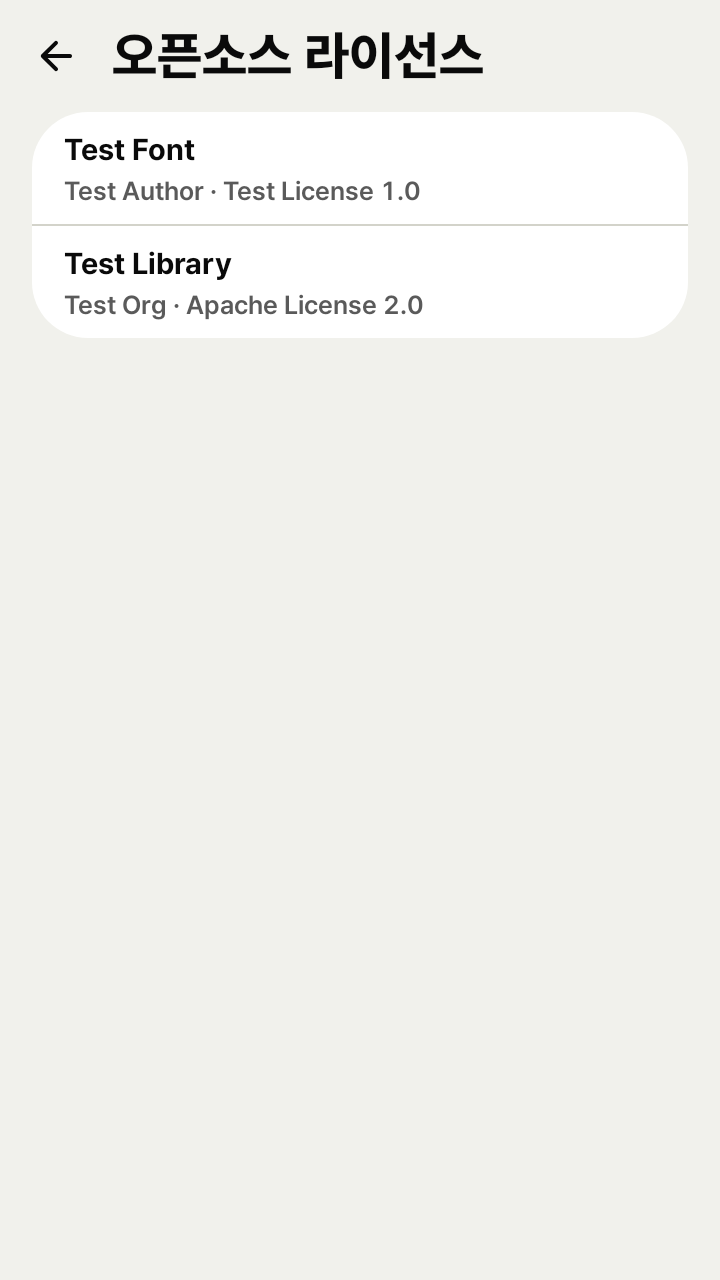 오픈소스 라이선스
Test Font
Test Author · Test License 1.0
Test Library
Test Org · Apache License 2.0